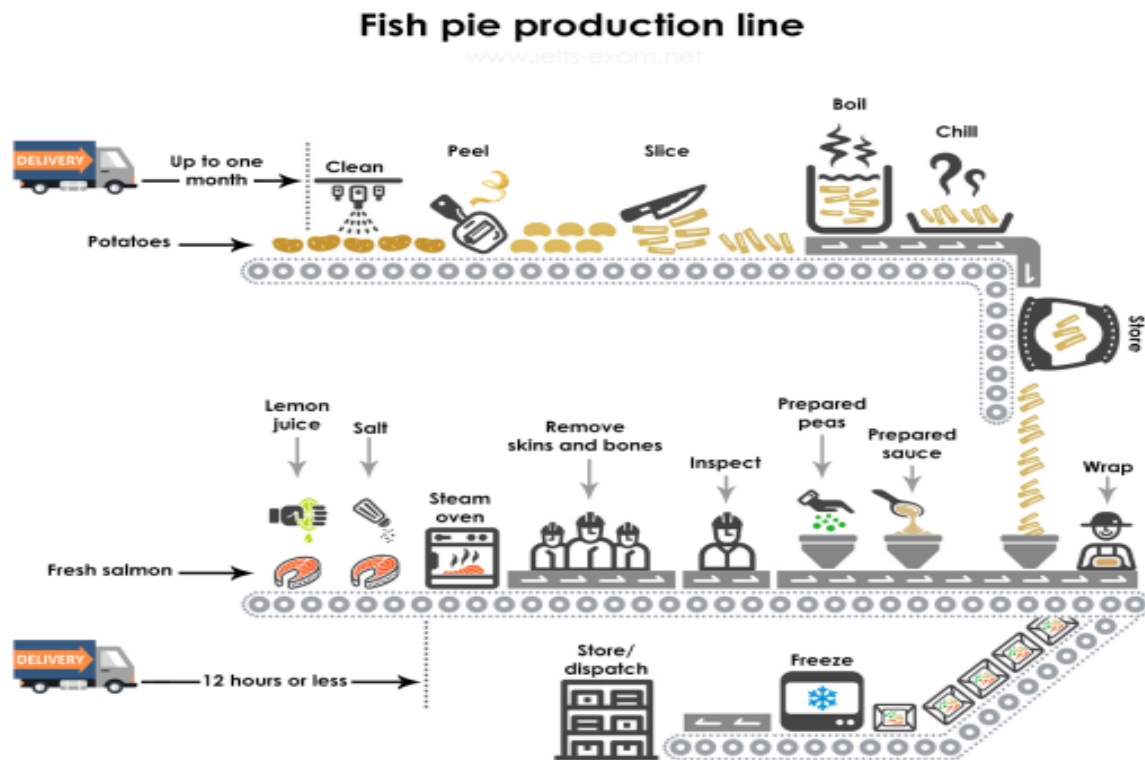 Fish pie production line
www.ielts-exam.net
DELIVERY
Up to one
month
Clean
Peel
Slice
Boil
Chill
Potatoes
Store
Lemon
juice
Salt
Steam
oven
Remove
skins and bones
Inspect
Prepared
peas
Prepared
sauce
Wrap
Fresh salmon
DELIVERY
12 hours or less
Store/
dispatch
Freeze